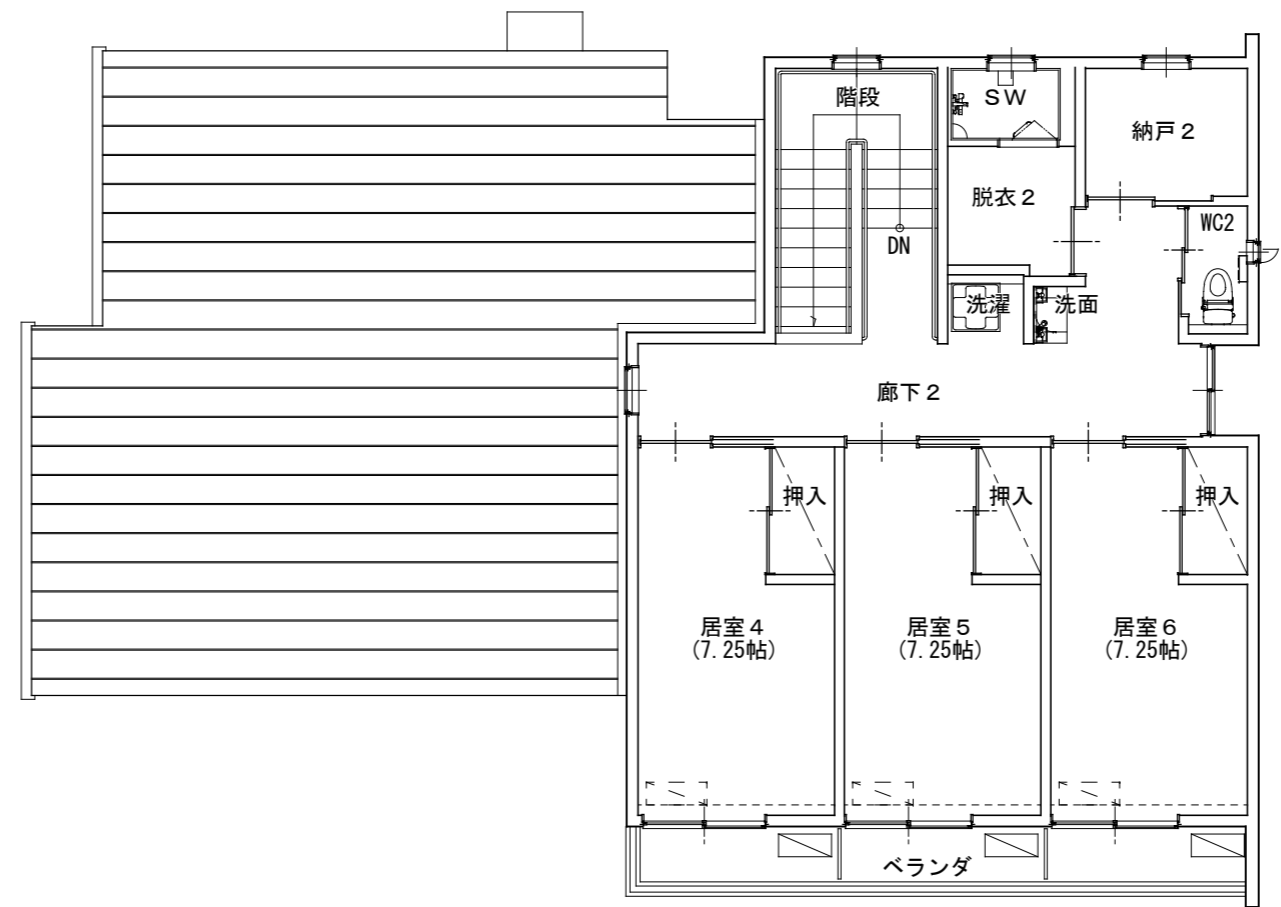 階段
ＳＷ
納戸２
脱衣２
WC2
DN
洗濯
洗面
廊下２
押入
押入
押入
居室４
(7.25帖)
居室５
(7.25帖)
居室６
(7.25帖)
ベランダ